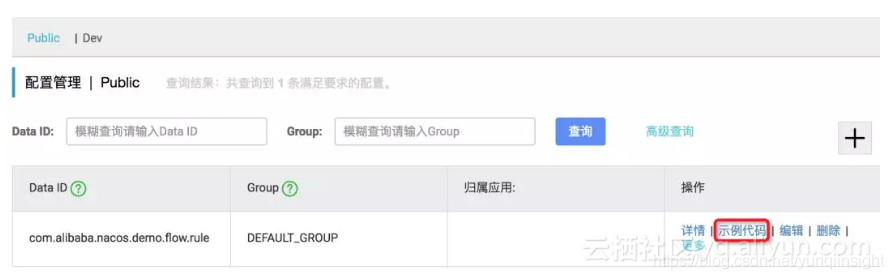 Public | Dev
配置管理 | Public 查询结果：共查询到 1 条满足要求的配置。
Data ID: 模糊查询请输入Data ID Group: 模糊查询请输入Group 查询 高级查询 +
Data ID ? Group ? 归属应用: 操作
com.alibaba.nacos.demo.flow.rule DEFAULT_GROUP 详情 | 示例代码 | 编辑 | 删除 |
更多
云栖社区 yq.aliyun.com
https://blog.csdn.net/yunqiinsight